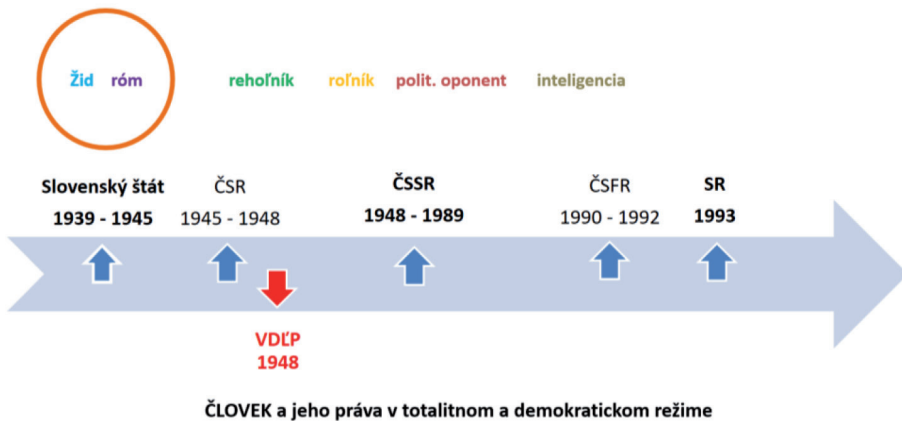 Žid róm rehoľník roľník polit. oponent inteligencia
Slovenský štát ČSR ČSSR ČSFR SR
1939 - 1945 1945 - 1948 1948 - 1989 1990 - 1992 1993
VDĽP
1948
ČLOVEK a jeho práva v totalitnom a demokratickom režime